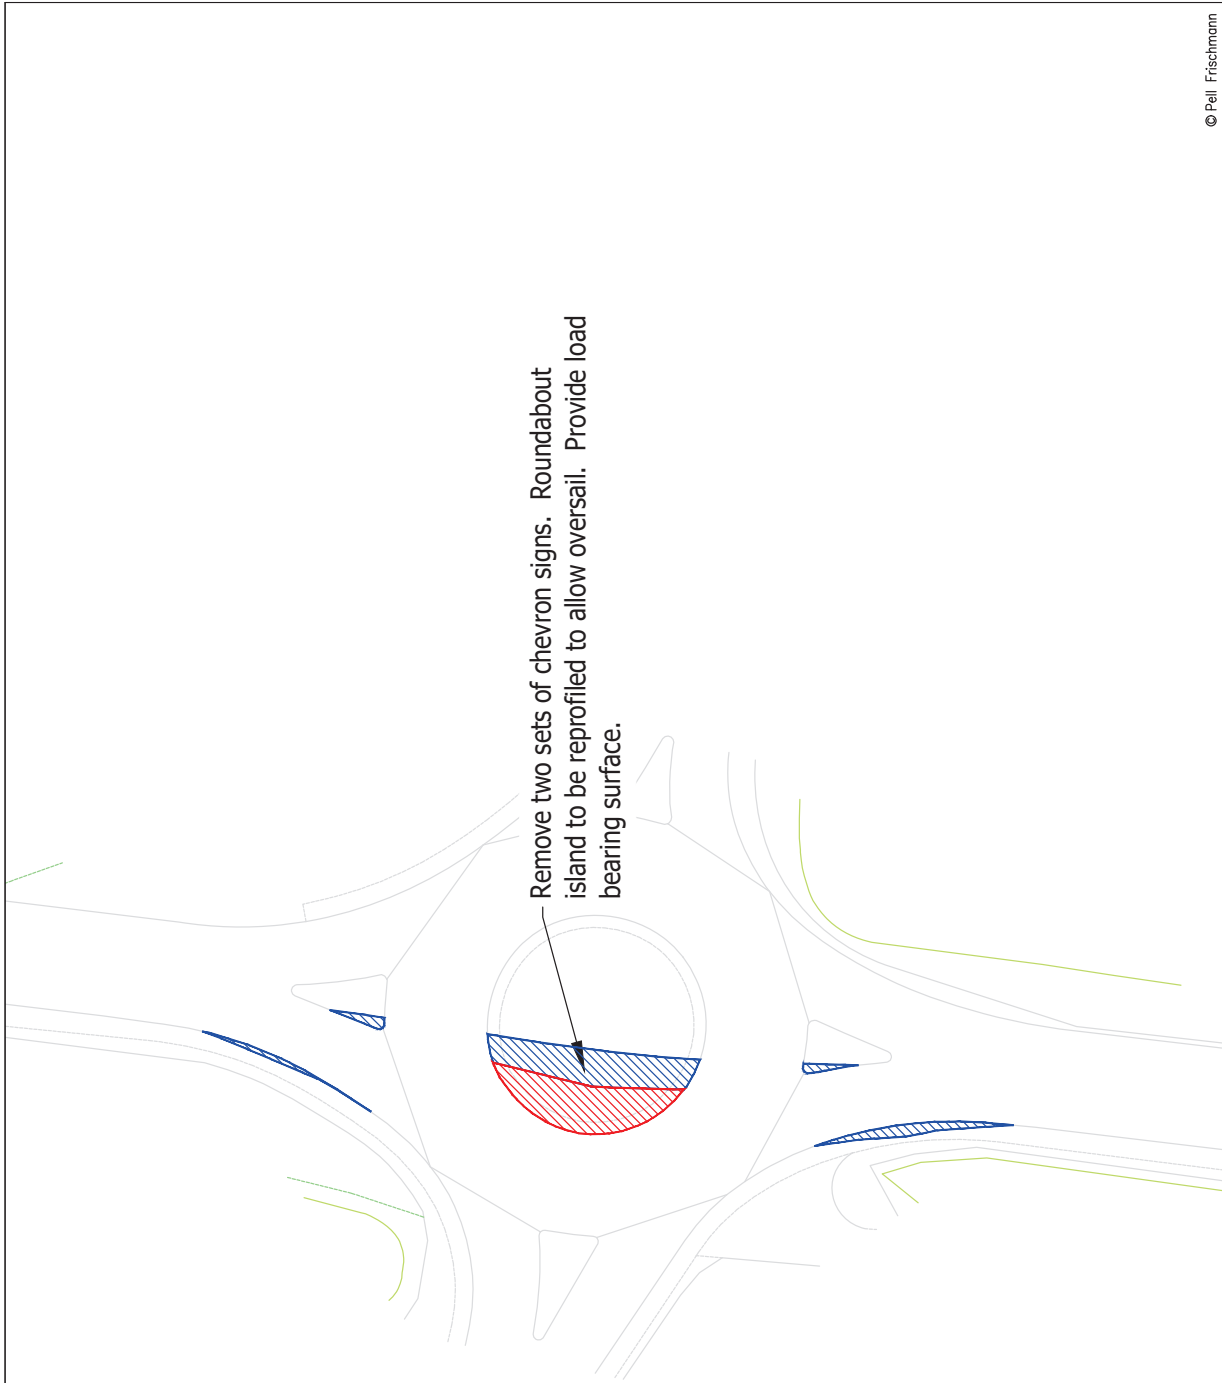 Remove two sets of chevron signs. Roundabout
island to be reprofiled to allow oversail. Provide load
bearing surface.
© Pell Frischmann